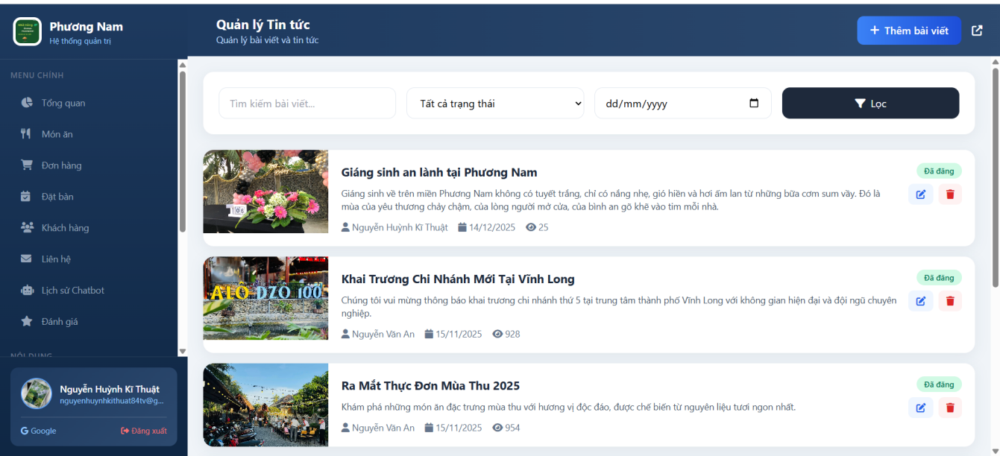 Phương Nam
Hệ thống quản trị
Quản lý Tin tức
Quản lý bài viết và tin tức
Thêm bài viết
MENU CHÍNH
Tổng quan
Món ăn
Đơn hàng
Đặt bàn
Khách hàng
Liên hệ
Lịch sử Chatbot
Đánh giá
NỘI DUNG
Nguyễn Huỳnh Kĩ Thuật
nguyenhuynhkithuat84tv@g...
Google
Đăng xuất
Tìm kiếm bài viết...
Tất cả trạng thái
dd/mm/yyyy
Lọc
Giáng sinh an lành tại Phương Nam
Đã đăng
Giáng sinh về trên miền Phương Nam không có tuyết trắng, chỉ có nắng nhẹ, gió hiền và hơi ấm lan từ những bữa cơm sum vầy. Đó là
mùa của yêu thương chảy chậm, của lòng người mở cửa, của bình an gõ khẽ vào tim mỗi nhà.
Nguyễn Huỳnh Kĩ Thuật 14/12/2025 25
ALÔ DZÔ 100
Khai Trương Chi Nhánh Mới Tại Vĩnh Long
Đã đăng
Chúng tôi vui mừng thông báo khai trương chi nhánh thứ 5 tại trung tâm thành phố Vĩnh Long với không gian hiện đại và đội ngũ chuyên
nghiệp.
Nguyễn Văn An 15/11/2025 928
Ra Mắt Thực Đơn Mùa Thu 2025
Đã đăng
Khám phá những món ăn đặc trưng mùa thu với hương vị độc đáo, được chế biến từ nguyên liệu tươi ngon nhất.
Nguyễn Văn An 15/11/2025 954